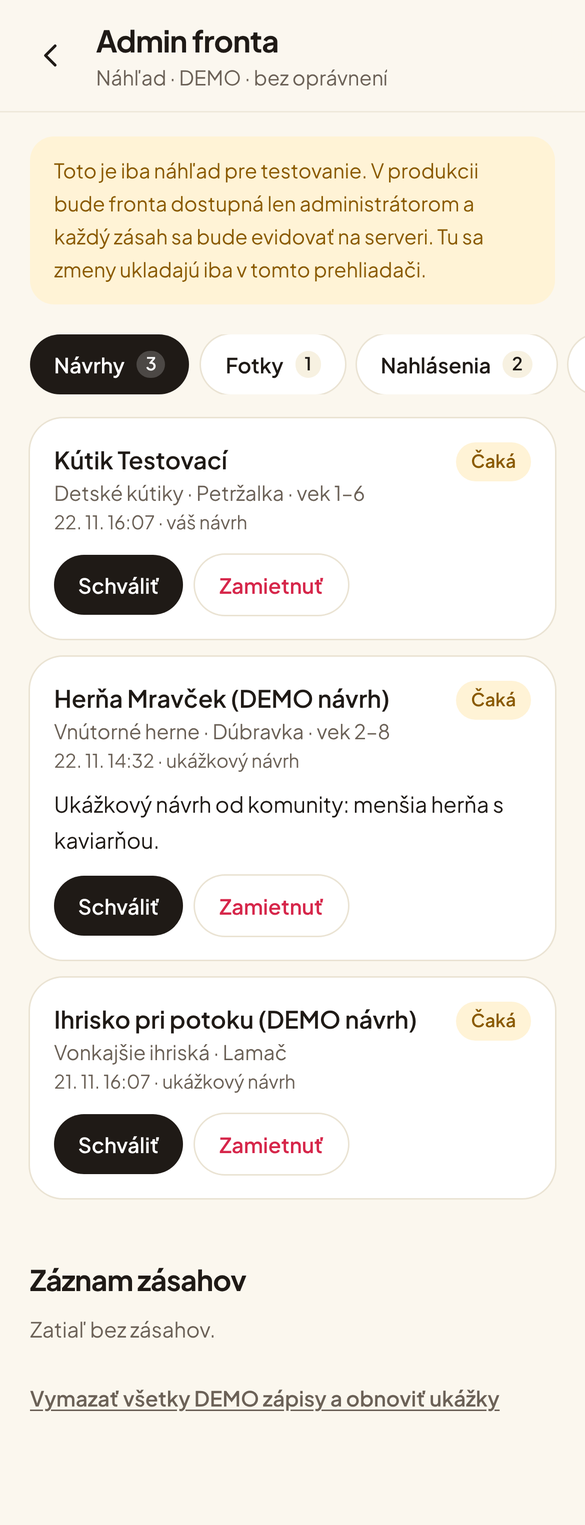 Admin fronta
Náhľad · DEMO · bez oprávnení
Toto je iba náhľad pre testovanie. V produkcii
bude fronta dostupná len administrátorom a
každý zásah sa bude evidovať na serveri. Tu sa
zmeny ukladajú iba v tomto prehliadači.
Návrhy 3 Fotky 1 Nahlásenia 2
Kútik Testovací Čaká
Detské kútiky · Petržalka · vek 1–6
22. 11. 16:07 · váš návrh
Schváliť Zamietnuť
Herňa Mravček (DEMO návrh) Čaká
Vnútorné herne · Dúbravka · vek 2–8
22. 11. 14:32 · ukážkový návrh
Ukážkový návrh od komunity: menšia herňa s
kaviarňou.
Schváliť Zamietnuť
Ihrisko pri potoku (DEMO návrh) Čaká
Vonkajšie ihriská · Lamač
21. 11. 16:07 · ukážkový návrh
Schváliť Zamietnuť
Záznam zásahov
Zatiaľ bez zásahov.
Vymazať všetky DEMO zápisy a obnoviť ukážky